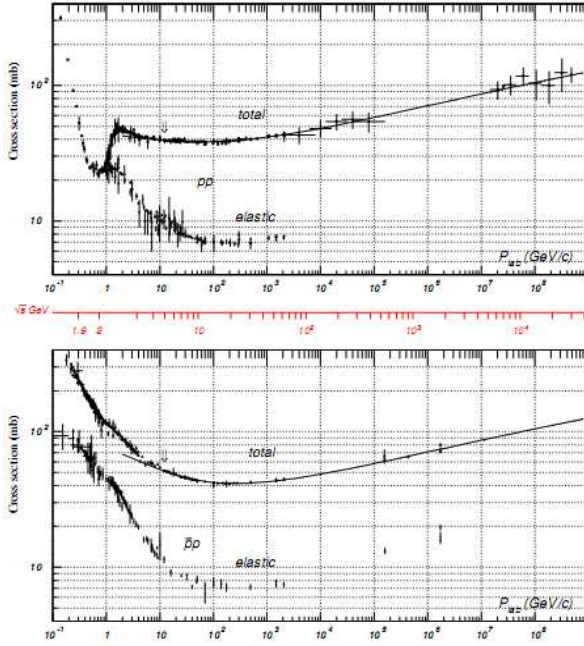 Cross section (mb)
10²
10
total
pp
elastic
P_lab (GeV/c)
10⁻¹ 1 10 10² 10³ 10⁴ 10⁵ 10⁶ 10⁷ 10⁸
√s GeV
1.9 2 10 10² 10³ 10⁴
Cross section (mb)
10²
10
total
p̄p
elastic
P_lab (GeV/c)
10⁻¹ 1 10 10² 10³ 10⁴ 10⁵ 10⁶ 10⁷ 10⁸